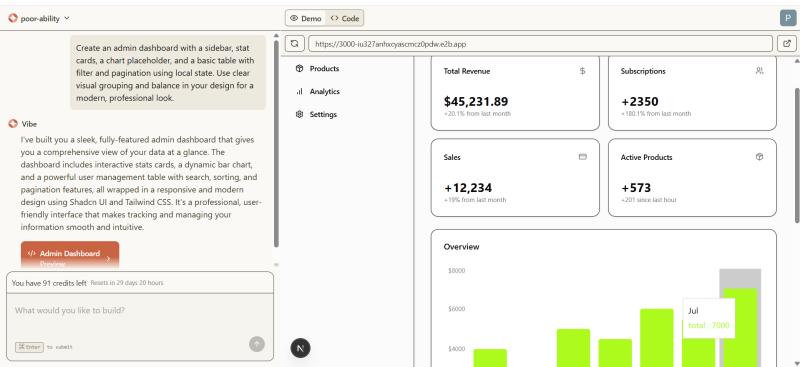 poor-ability
Demo
Code
P
https://3000-iu327anhxcyascmcz0pdw.e2b.app
Create an admin dashboard with a sidebar, stat
cards, a chart placeholder, and a basic table with
filter and pagination using local state. Use clear
visual grouping and balance in your design for a
modern, professional look.
Vibe
I've built you a sleek, fully-featured admin dashboard that gives
you a comprehensive view of your data at a glance. The
dashboard includes interactive stats cards, a dynamic bar chart,
and a powerful user management table with search, sorting, and
pagination features, all wrapped in a responsive and modern
design using Shadcn UI and Tailwind CSS. It's a professional, user-
friendly interface that makes tracking and managing your
information smooth and intuitive.
Admin Dashboard
Preview
You have 91 credits left
Resets in 29 days 20 hours
What would you like to build?
⌘Enter to submit
Products
Analytics
Settings
N
Total Revenue
$
$45,231.89
+20.1% from last month
Subscriptions
+2350
+180.1% from last month
Sales
+12,234
+19% from last month
Active Products
+573
+201 since last hour
Overview
$8000
$6000
$4000
Jul
total : 7000